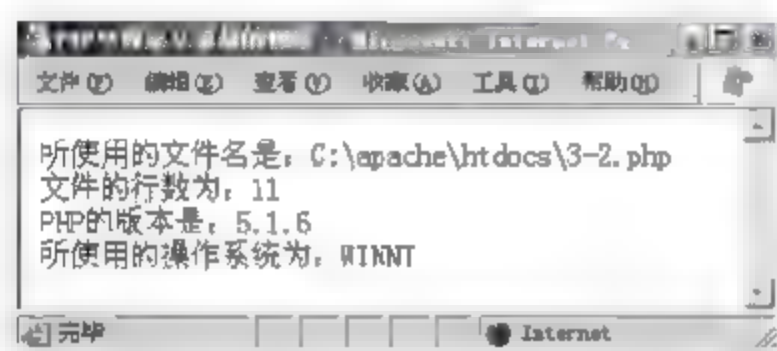 Microsoft Internet
文件(F) 编辑(E) 查看(V) 收藏(A) 工具(T) 帮助(H)
所使用的文件名是：C:\apache\htdocs\3-2.php
文件的行数为：11
PHP的版本是：5.1.6
所使用的操作系统为：WINNT
完毕 Internet